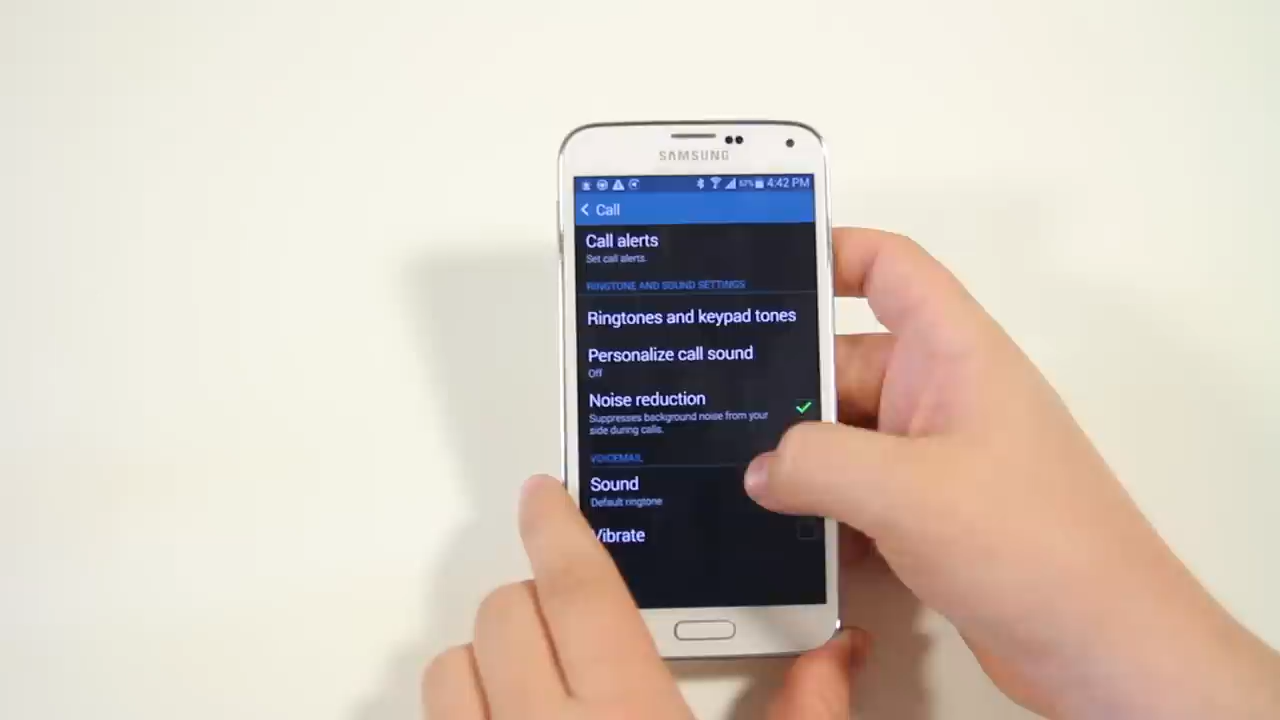 SAMSUNG
4:42 PM
Call
Call alerts
Set call alerts.
RINGTONE AND SOUND SETTINGS
Ringtones and keypad tones
Personalize call sound
Off
Noise reduction
Suppresses background noise from your
side during calls.
VOICEMAIL
Sound
Default ringtone
Vibrate